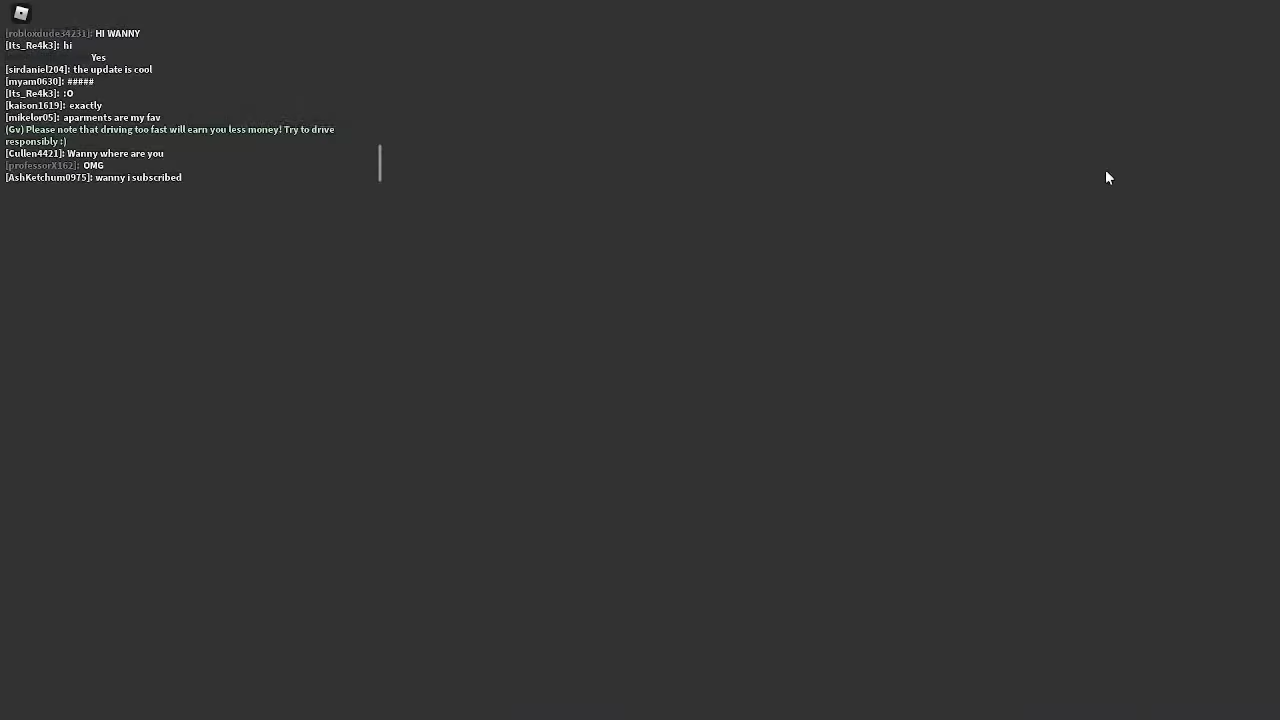 [robloxdude34231]: HI WANNY
[Its_Re4k3]: hi
Yes
[sirdaniel204]: the update is cool
[myam0630]: #####
[Its_Re4k3]: :O
[kaison1619]: exactly
[mikelor05]: aparments are my fav
(Gv) Please note that driving too fast will earn you less money! Try to drive
responsibly :)
[Cullen4421]: Wanny where are you
[professorX162]: OMG
[AshKetchum0975]: wanny i subscribed